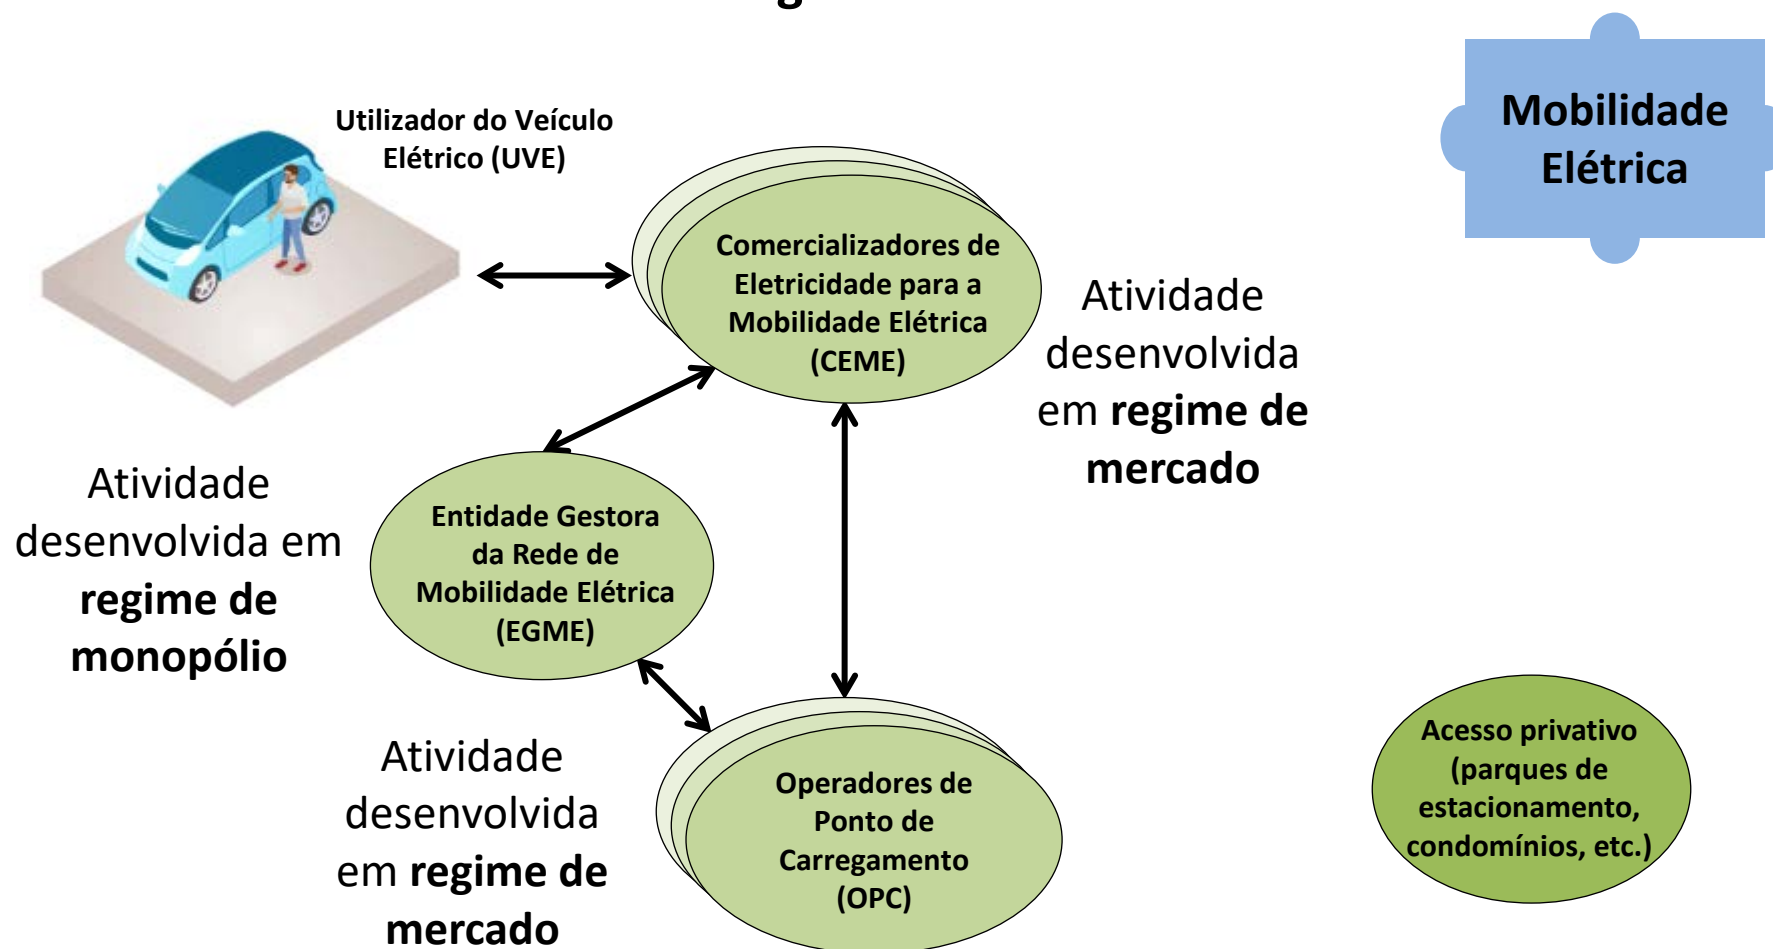 Utilizador do Veículo
Elétrico (UVE)
Mobilidade
Elétrica
Comercializadores de
Eletricidade para a
Mobilidade Elétrica
(CEME)
Atividade
desenvolvida
em regime de
mercado
Atividade
desenvolvida em
regime de
monopólio
Entidade Gestora
da Rede de
Mobilidade Elétrica
(EGME)
Atividade
desenvolvida
em regime de
mercado
Operadores de
Ponto de
Carregamento
(OPC)
Acesso privativo
(parques de
estacionamento,
condomínios, etc.)